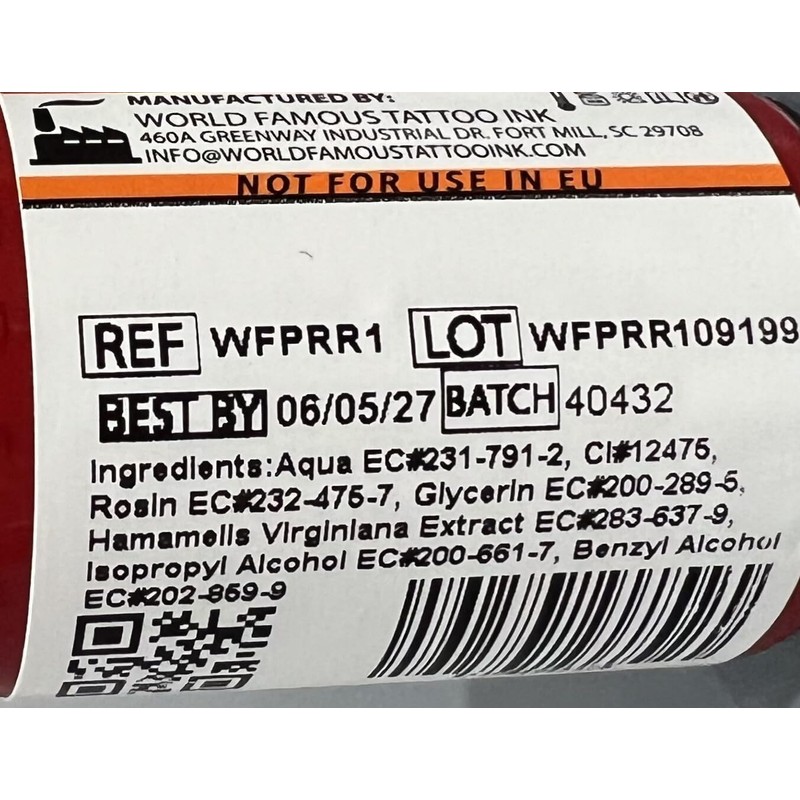 MANUFACTURED BY:
WORLD FAMOUS TATTOO INK
460A GREENWAY INDUSTRIAL DR. FORT MILL, SC 29708
INFO@WORLDFAMOUSTATTOOINK.COM
NOT FOR USE IN EU
REF WFPRR1 LOT WFPRR109199
BEST BY 06/05/27 BATCH 40432
Ingredients:Aqua EC#231-791-2, CI#12475,
Rosin EC#232-475-7, Glycerin EC#200-289-5,
Hamamelis Virginiana Extract EC#283-637-9,
Isopropyl Alcohol EC#200-661-7, Benzyl Alcohol
EC#202-859-9